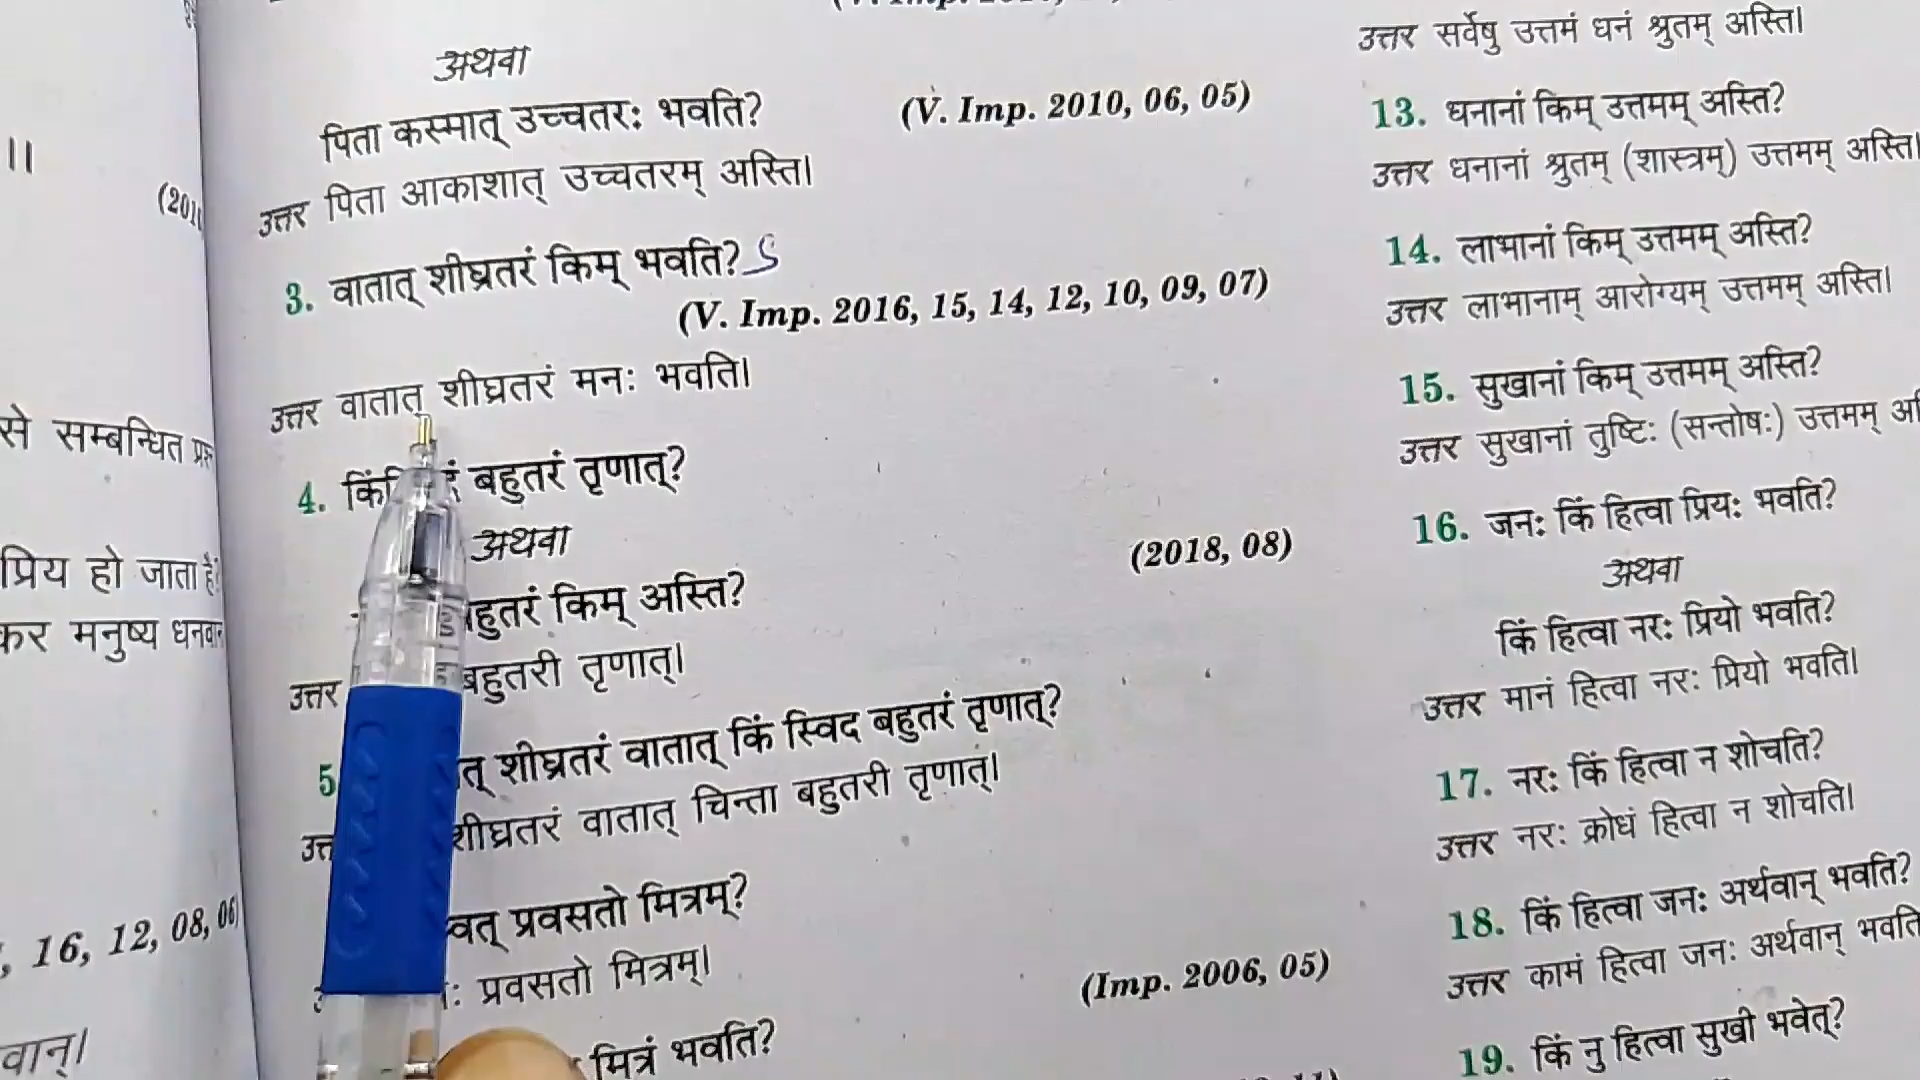 ।।
(201
से सम्बन्धित
प्रिय हो जाता है?
कर मनुष्य धनवान
, 16, 12, 08, 06)
वान्।
अथवा
पिता कस्मात् उच्चतरः भवति? (V. Imp. 2010, 06, 05)
उत्तर पिता आकाशात् उच्चतरम् अस्ति।
3. वातात् शीघ्रतरं किम् भवति? S
(V. Imp. 2016, 15, 14, 12, 10, 09, 07)
उत्तर वातात् शीघ्रतरं मनः भवति।
4. बहुतरं तृणात्?
अथवा (2018, 08)
किम् अस्ति?
उत्तर बहुतरी तृणात्।
5 शीघ्रतरं वातात् किं स्विद बहुतरं तृणात्?
शीघ्रतरं वातात् चिन्ता बहुतरी तृणात्।
प्रवसतो मित्रम्?
प्रवसतो मित्रम्।
(Imp. 2006, 05)
मित्रं भवति?
उत्तर सर्वेषु उत्तमं धनं श्रुतम् अस्ति।
13. धनानां किम् उत्तमम् अस्ति?
उत्तर धनानां श्रुतम् (शास्त्रम्) उत्तमम् अस्ति।
14. लाभानां किम् उत्तमम् अस्ति?
उत्तर लाभानाम् आरोग्यम् उत्तमम् अस्ति।
15. सुखानां किम् उत्तमम् अस्ति?
उत्तर सुखानां तुष्टिः (सन्तोषः) उत्तमम्
16. जनः किं हित्वा प्रियः भवति?
अथवा
किं हित्वा नरः प्रियो भवति?
उत्तर मानं हित्वा नरः प्रियो भवति।
17. नरः किं हित्वा न शोचति?
उत्तर नरः क्रोधं हित्वा न शोचति।
18. किं हित्वा जनः अर्थवान् भवति?
उत्तर कामं हित्वा जनः अर्थवान् भवति
19. किं नु हित्वा सुखी भवेत्?